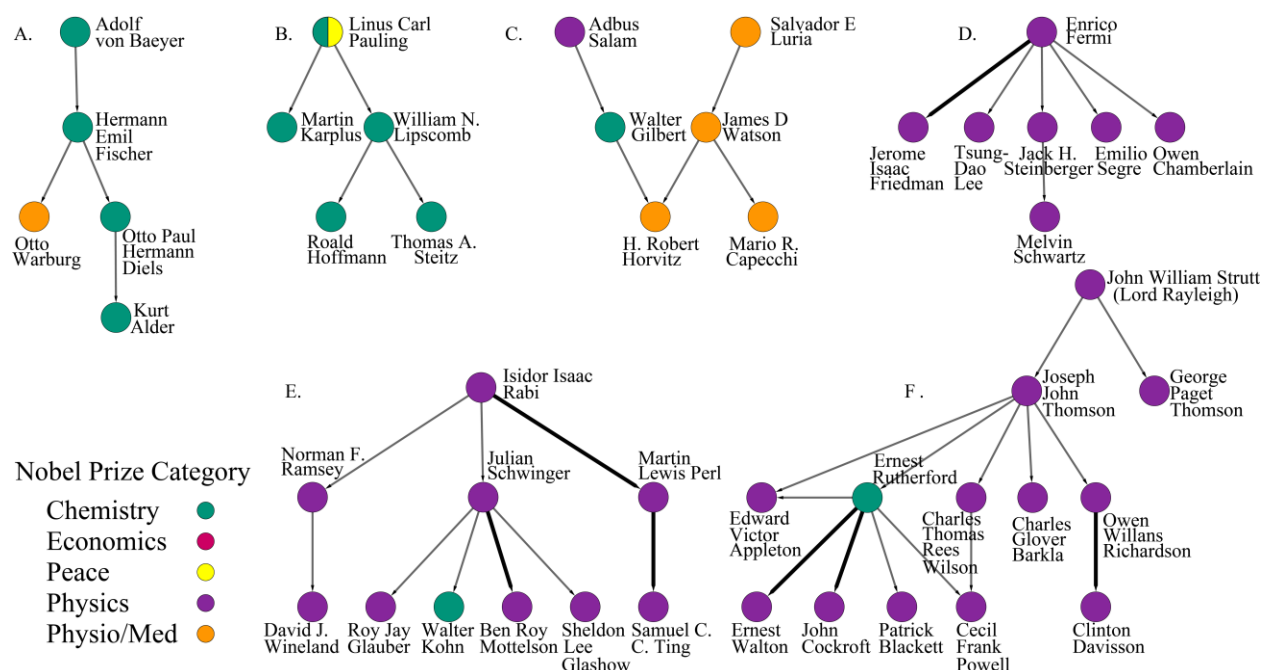 A.
Adolf
von Baeyer
Hermann
Emil
Fischer
Otto
Warburg
Otto Paul
Hermann
Diels
Kurt
Alder
B.
Linus Carl
Pauling
Martin
Karplus
William N.
Lipscomb
Roald
Hoffmann
Thomas A.
Steitz
C.
Adbus
Salam
Salvador E
Luria
Walter
Gilbert
James D
Watson
H. Robert
Horvitz
Mario R.
Capecchi
D.
Enrico
Fermi
Jerome
Isaac
Friedman
Tsung-
Dao
Lee
Jack H.
Steinberger
Emilio
Segre
Owen
Chamberlain
Melvin
Schwartz
E.
Isidor Isaac
Rabi
Norman F.
Ramsey
Julian
Schwinger
Martin
Lewis Perl
David J.
Wineland
Roy Jay
Glauber
Walter
Kohn
Ben Roy
Mottelson
Sheldon
Lee
Glashow
Samuel C.
C. Ting
F .
John William Strutt
(Lord Rayleigh)
Joseph
John
Thomson
George
Paget
Thomson
Edward
Victor
Appleton
Ernest
Rutherford
Charles
Thomas
Rees
Wilson
Charles
Glover
Barkla
Owen
Willans
Richardson
Ernest
Walton
John
Cockroft
Patrick
Blackett
Cecil
Frank
Powell
Clinton
Davisson
Nobel Prize Category
Chemistry
Economics
Peace
Physics
Physio/Med